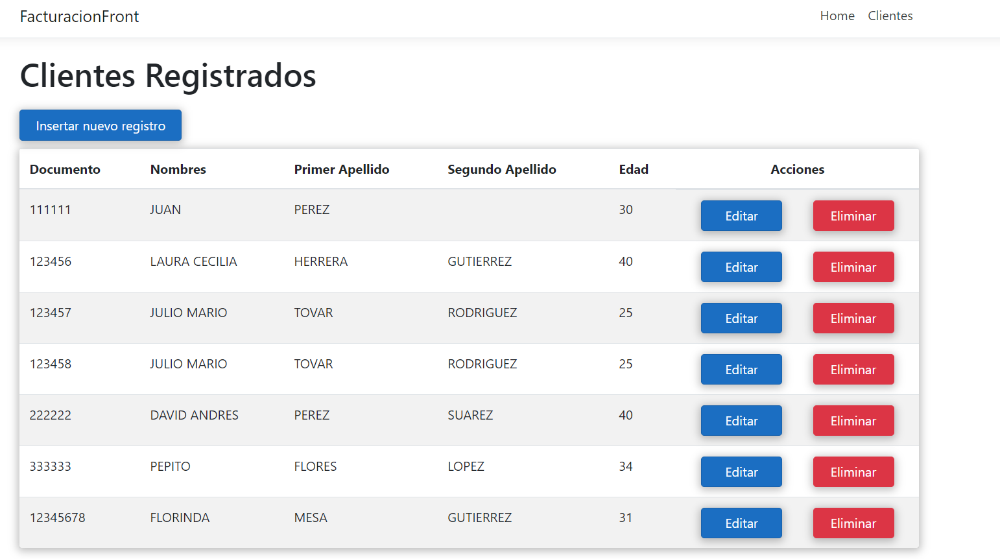 FacturacionFront Home Clientes
Clientes Registrados
Insertar nuevo registro
Documento Nombres Primer Apellido Segundo Apellido Edad Acciones
111111 JUAN PEREZ 30 Editar Eliminar
123456 LAURA CECILIA HERRERA GUTIERREZ 40 Editar Eliminar
123457 JULIO MARIO TOVAR RODRIGUEZ 25 Editar Eliminar
123458 JULIO MARIO TOVAR RODRIGUEZ 25 Editar Eliminar
222222 DAVID ANDRES PEREZ SUAREZ 40 Editar Eliminar
333333 PEPITO FLORES LOPEZ 34 Editar Eliminar
12345678 FLORINDA MESA GUTIERREZ 31 Editar Eliminar